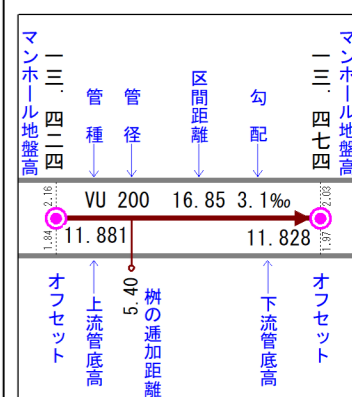 マンホール地盤高
一三.四二四
管種
管径
区間距離
勾配
一三.四七四
マンホール地盤高
2.16
2.03
VU 200 16.85 3.1‰
1.84
11.881
11.828
1.97
オフセット
上流管底高
5.40
桝の逓加距離
下流管底高
オフセット